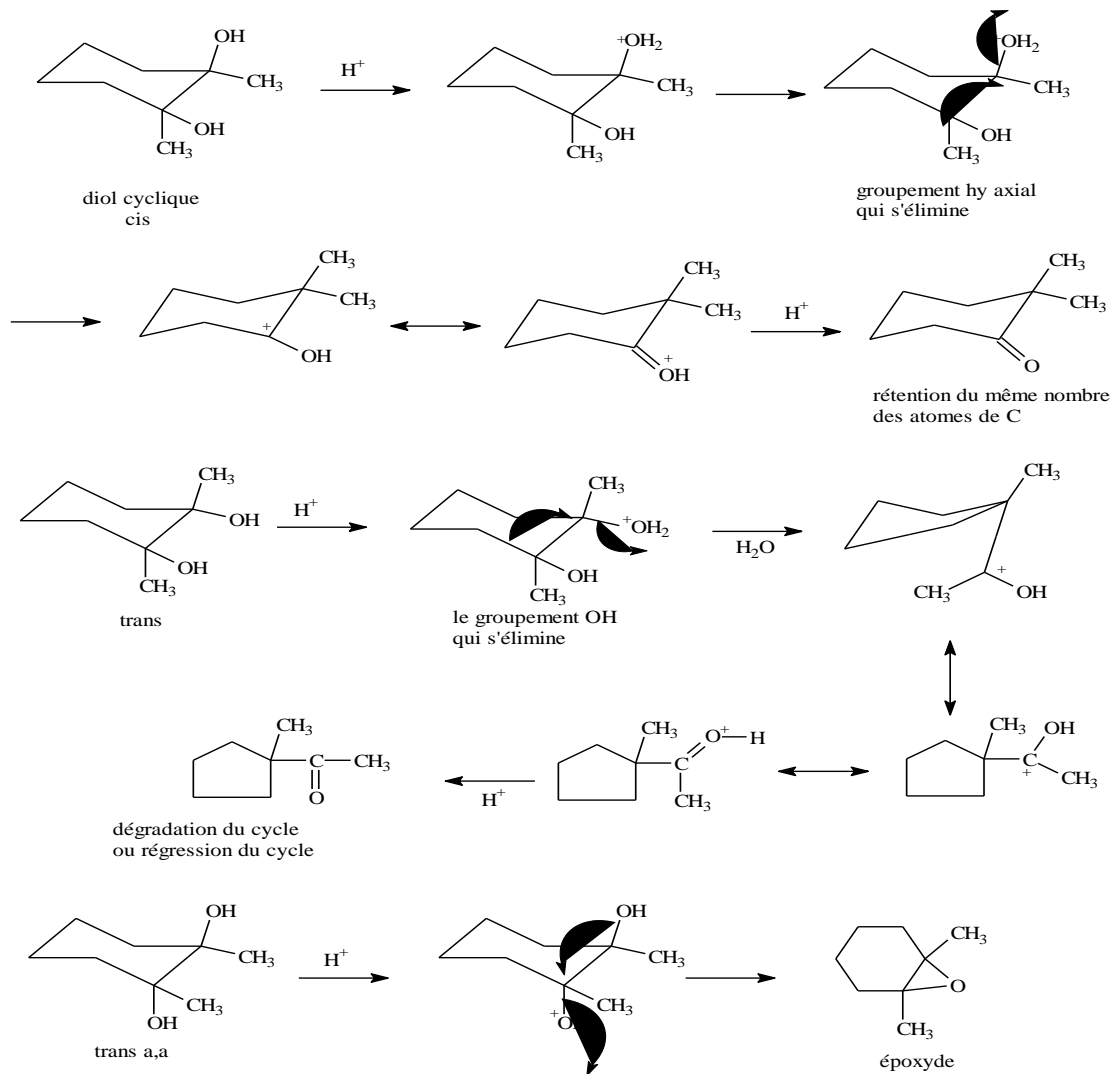 OH
CH3
OH
CH3
diol cyclique
cis
H+
+OH2
CH3
OH
CH3
OH2
CH3
OH
CH3
groupement hy axial
qui s'élimine
CH3
CH3
+
OH
CH3
CH3
+
OH
H+
CH3
CH3
O
rétention du même nombre
des atomes de C
CH3
OH
OH
CH3
trans
H+
CH3
+OH2
OH
CH3
le groupement OH
qui s'élimine
H2O
CH3
CH3
+
OH
CH3
C
CH3
O
dégradation du cycle
ou régression du cycle
H+
CH3
O+
H
C
CH3
CH3
OH
C
+
CH3
OH
CH3
CH3
OH
trans a,a
H+
OH
CH3
CH3
+O
CH3
O
CH3
époxyde